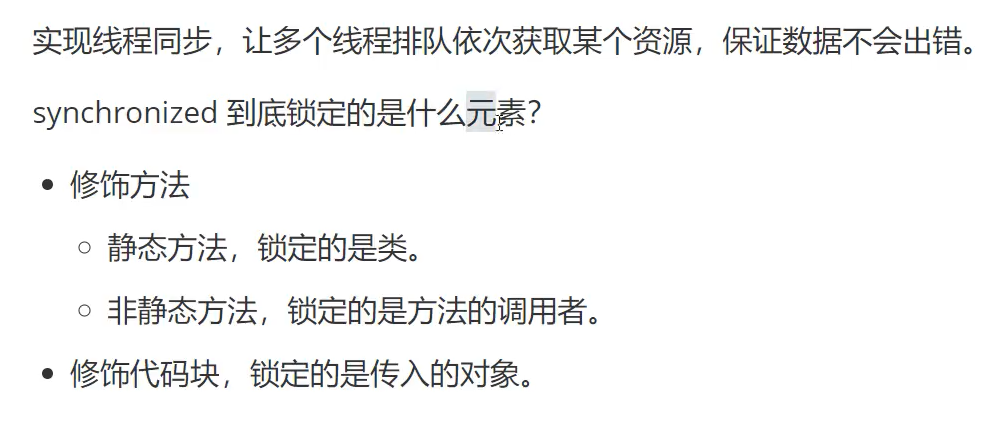 实现线程同步，让多个线程排队依次获取某个资源，保证数据不会出错。
synchronized 到底锁定的是什么元素？
修饰方法
静态方法，锁定的是类。
非静态方法，锁定的是方法的调用者。
修饰代码块，锁定的是传入的对象。